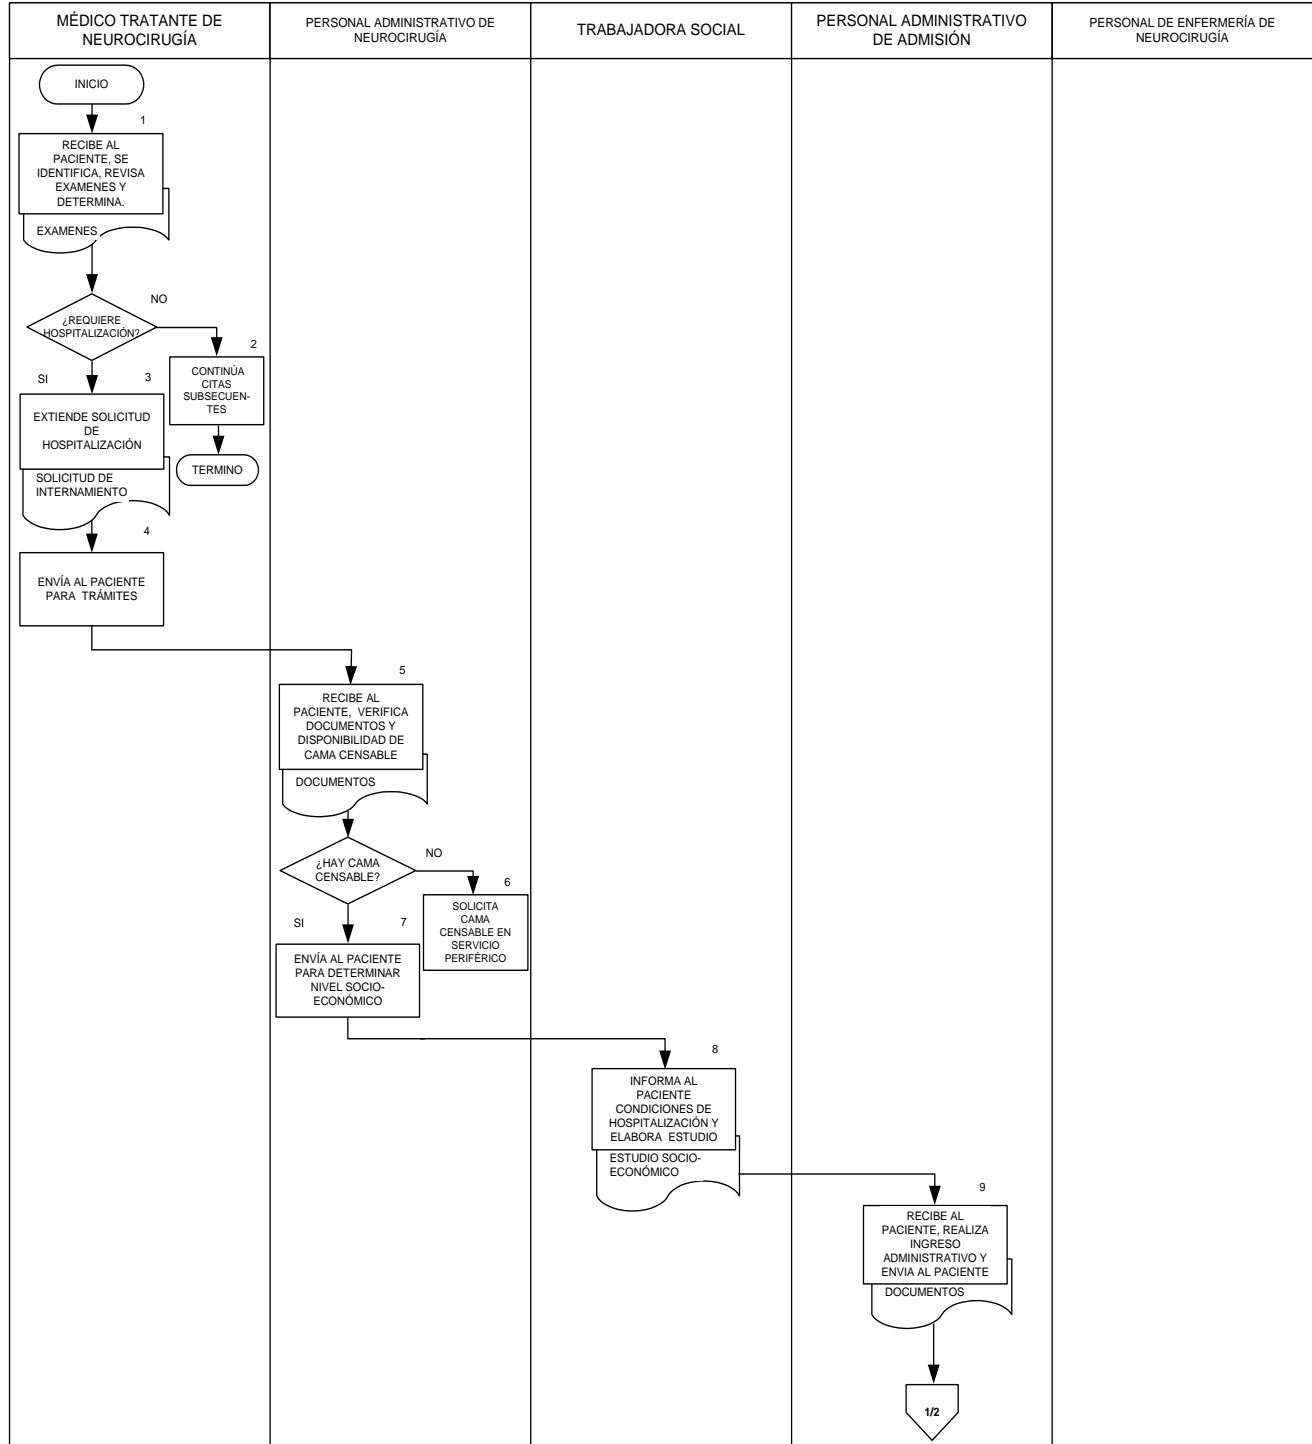 MÉDICO TRATANTE DE
NEUROCIRUGÍA
PERSONAL ADMINISTRATIVO DE
NEUROCIRUGÍA
TRABAJADORA SOCIAL
PERSONAL ADMINISTRATIVO
DE ADMISIÓN
PERSONAL DE ENFERMERÍA DE
NEUROCIRUGÍA
INICIO
1
RECIBE AL
PACIENTE, SE
IDENTIFICA, REVISA
EXAMENES Y
DETERMINA.
EXAMENES
¿REQUIERE
HOSPITALIZACIÓN?
NO
2
CONTINÚA
CITAS
SUBSECUEN-
TES
TERMINO
SI
3
EXTIENDE SOLICITUD
DE
HOSPITALIZACIÓN
SOLICITUD DE
INTERNAMIENTO
4
ENVÍA AL PACIENTE
PARA TRÁMITES
5
RECIBE AL
PACIENTE, VERIFICA
DOCUMENTOS Y
DISPONIBILIDAD DE
CAMA CENSABLE
DOCUMENTOS
¿HAY CAMA
CENSABLE?
NO
6
SOLICITA
CAMA
CENSABLE EN
SERVICIO
PERIFÉRICO
SI
7
ENVÍA AL PACIENTE
PARA DETERMINAR
NIVEL SOCIO-
ECONÓMICO
8
INFORMA AL
PACIENTE
CONDICIONES DE
HOSPITALIZACIÓN Y
ELABORA ESTUDIO
ESTUDIO SOCIO-
ECONÓMICO
9
RECIBE AL
PACIENTE, REALIZA
INGRESO
ADMINISTRATIVO Y
ENVIA AL PACIENTE
DOCUMENTOS
1/2